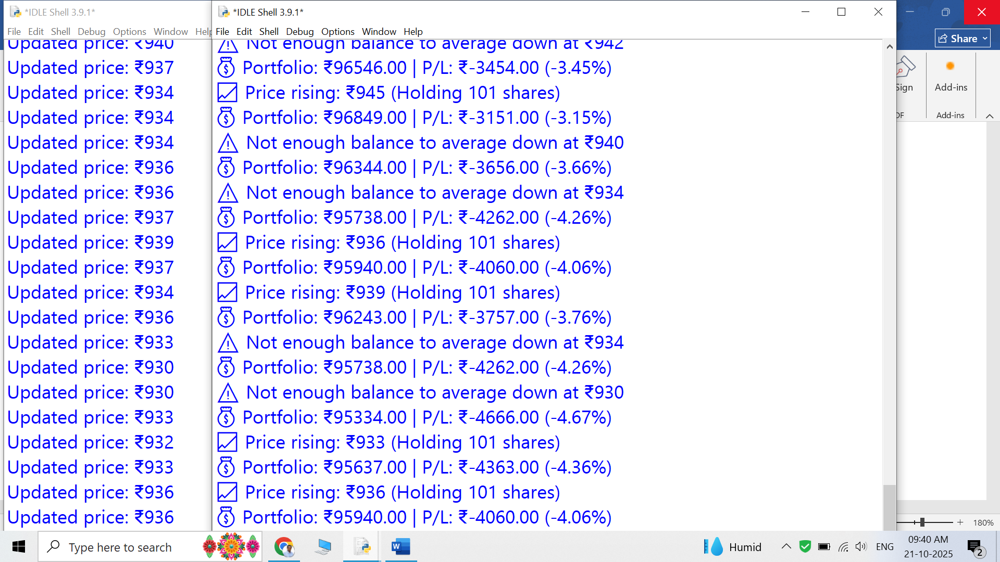 *IDLE Shell 3.9.1*
File Edit Shell Debug Options Window Help
Updated price: ₹940
Updated price: ₹937
Updated price: ₹934
Updated price: ₹934
Updated price: ₹934
Updated price: ₹936
Updated price: ₹936
Updated price: ₹937
Updated price: ₹939
Updated price: ₹937
Updated price: ₹934
Updated price: ₹936
Updated price: ₹933
Updated price: ₹930
Updated price: ₹930
Updated price: ₹933
Updated price: ₹932
Updated price: ₹933
Updated price: ₹936
Updated price: ₹936
*IDLE Shell 3.9.1*
File Edit Shell Debug Options Window Help
⚠ Not enough balance to average down at ₹942
💰 Portfolio: ₹96546.00 | P/L: ₹-3454.00 (-3.45%)
📈 Price rising: ₹945 (Holding 101 shares)
💰 Portfolio: ₹96849.00 | P/L: ₹-3151.00 (-3.15%)
⚠ Not enough balance to average down at ₹940
💰 Portfolio: ₹96344.00 | P/L: ₹-3656.00 (-3.66%)
⚠ Not enough balance to average down at ₹934
💰 Portfolio: ₹95738.00 | P/L: ₹-4262.00 (-4.26%)
📈 Price rising: ₹936 (Holding 101 shares)
💰 Portfolio: ₹95940.00 | P/L: ₹-4060.00 (-4.06%)
📈 Price rising: ₹939 (Holding 101 shares)
💰 Portfolio: ₹96243.00 | P/L: ₹-3757.00 (-3.76%)
⚠ Not enough balance to average down at ₹934
💰 Portfolio: ₹95738.00 | P/L: ₹-4262.00 (-4.26%)
⚠ Not enough balance to average down at ₹930
💰 Portfolio: ₹95334.00 | P/L: ₹-4666.00 (-4.67%)
📈 Price rising: ₹933 (Holding 101 shares)
💰 Portfolio: ₹95637.00 | P/L: ₹-4363.00 (-4.36%)
📈 Price rising: ₹936 (Holding 101 shares)
💰 Portfolio: ₹95940.00 | P/L: ₹-4060.00 (-4.06%)
Share
Sign
Add-ins
DF
Add-ins
180%
Type here to search
W
Humid
ENG
09:40 AM
21-10-2025
2